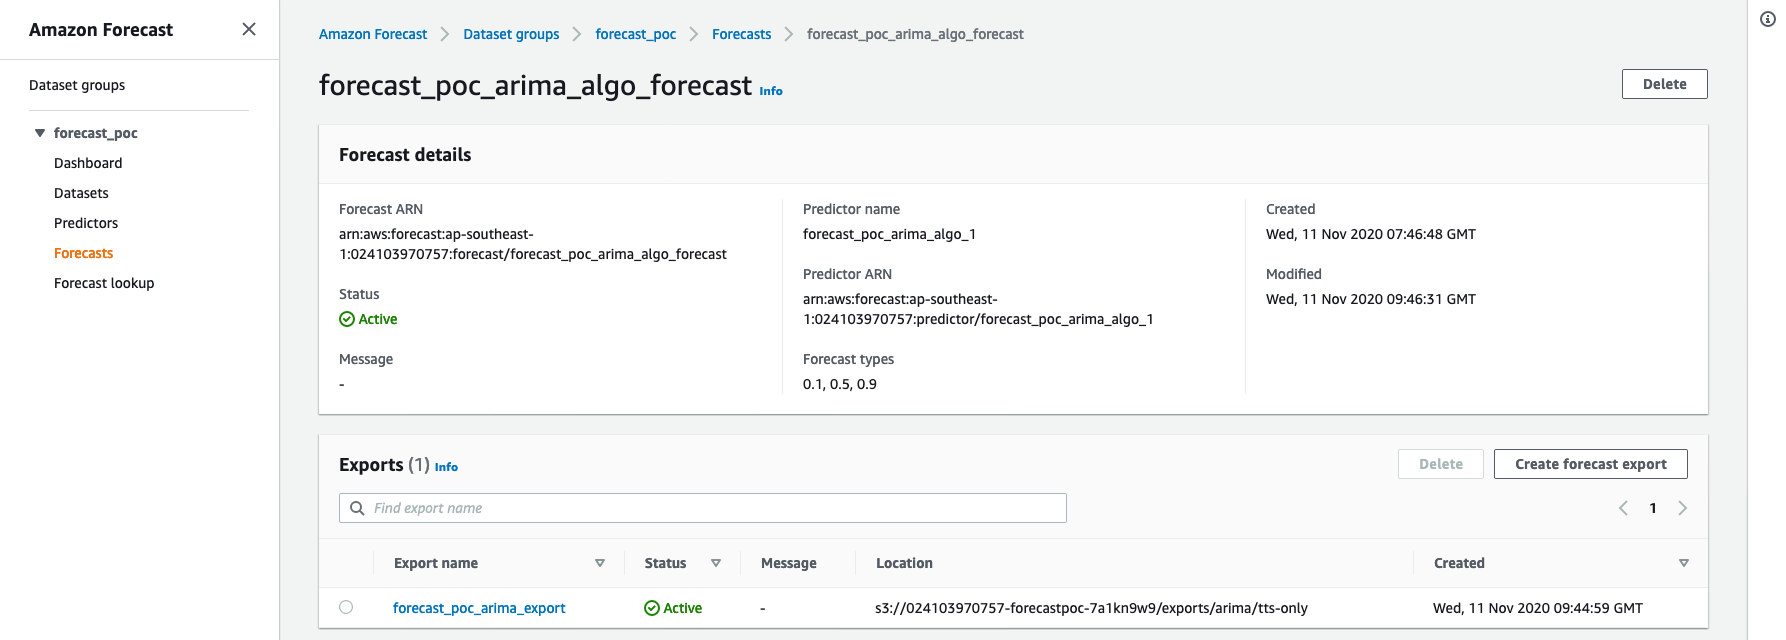 Amazon Forecast
Dataset groups
forecast_poc
Dashboard
Datasets
Predictors
Forecasts
Forecast lookup
Amazon Forecast Dataset groups forecast_poc Forecasts forecast_poc_arima_algo_forecast
forecast_poc_arima_algo_forecast Info
Delete
Forecast details
Forecast ARN
arn:aws:forecast:ap-southeast-
1:024103970757:forecast/forecast_poc_arima_algo_forecast
Status
Active
Message
-
Predictor name
forecast_poc_arima_algo_1
Predictor ARN
arn:aws:forecast:ap-southeast-
1:024103970757:predictor/forecast_poc_arima_algo_1
Forecast types
0.1, 0.5, 0.9
Created
Wed, 11 Nov 2020 07:46:48 GMT
Modified
Wed, 11 Nov 2020 09:46:31 GMT
Exports (1) Info
Delete
Create forecast export
Find export name
1
Export name Status Message Location Created
forecast_poc_arima_export Active - s3://024103970757-forecastpoc-7a1kn9w9/exports/arima/tts-only Wed, 11 Nov 2020 09:44:59 GMT